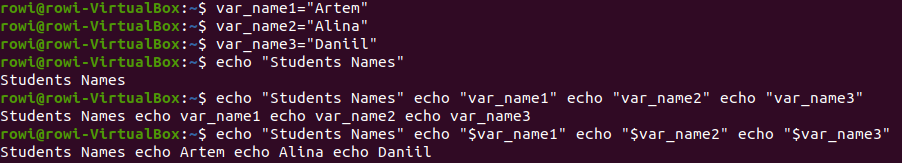 rowi@rowi-VirtualBox:~$ var_name1="Artem"
rowi@rowi-VirtualBox:~$ var_name2="Alina"
rowi@rowi-VirtualBox:~$ var_name3="Daniil"
rowi@rowi-VirtualBox:~$ echo "Students Names"
Students Names
rowi@rowi-VirtualBox:~$ echo "Students Names" echo "var_name1" echo "var_name2" echo "var_name3"
Students Names echo var_name1 echo var_name2 echo var_name3
rowi@rowi-VirtualBox:~$ echo "Students Names" echo "$var_name1" echo "$var_name2" echo "$var_name3"
Students Names echo Artem echo Alina echo Daniil